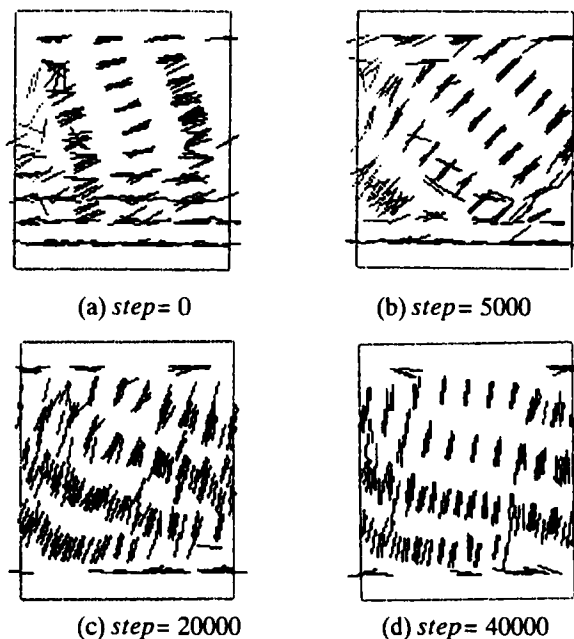 (a) step= 0
(b) step= 5000
(c) step= 20000
(d) step= 40000